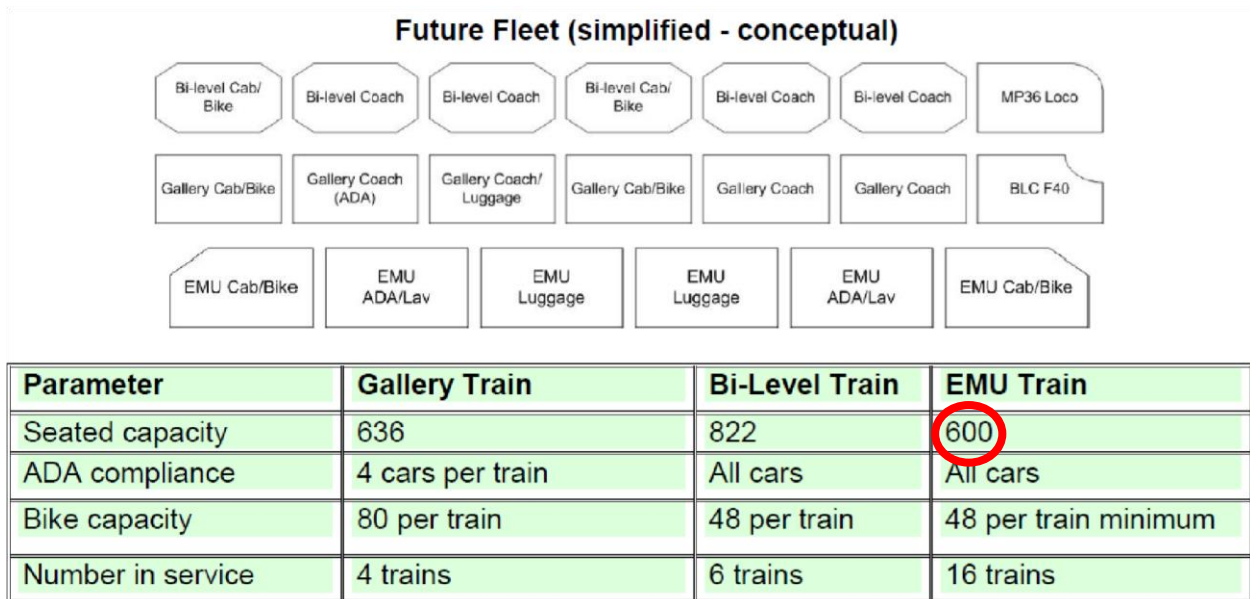 Future Fleet (simplified - conceptual)
Bi-level Cab/
Bike
Bi-level Coach
Bi-level Coach
Bi-level Cab/
Bike
Bi-level Coach
Bi-level Coach
MP36 Loco
Gallery Cab/Bike
Gallery Coach
(ADA)
Gallery Coach/
Luggage
Gallery Cab/Bike
Gallery Coach
Gallery Coach
BLC F40
EMU Cab/Bike
EMU
ADA/Lav
EMU
Luggage
EMU
Luggage
EMU
ADA/Lav
EMU Cab/Bike
Parameter Gallery Train Bi-Level Train EMU Train
Seated capacity 636 822 600
ADA compliance 4 cars per train All cars All cars
Bike capacity 80 per train 48 per train 48 per train minimum
Number in service 4 trains 6 trains 16 trains